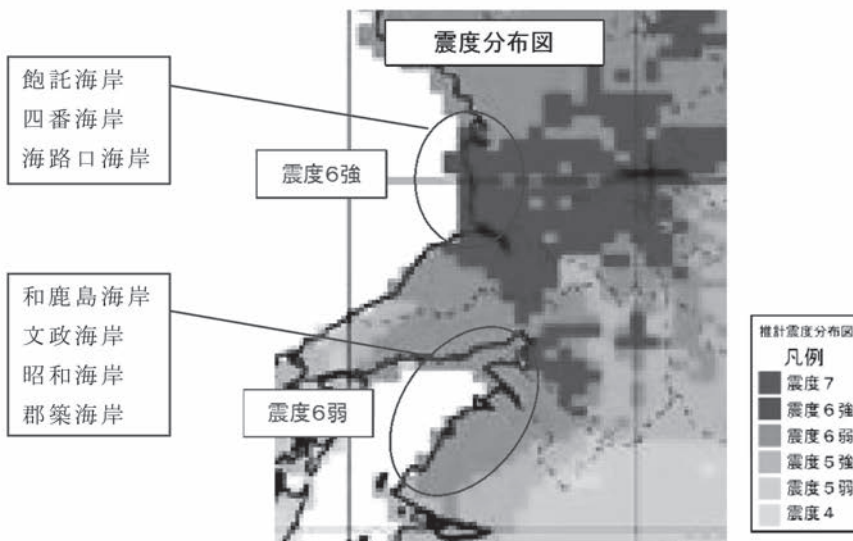 震度分布図
飽託海岸
四番海岸
海路口海岸
震度6強
和鹿島海岸
文政海岸
昭和海岸
郡築海岸
震度6弱
推計震度分布図
凡例
震度7
震度6強
震度6弱
震度5強
震度5弱
震度4